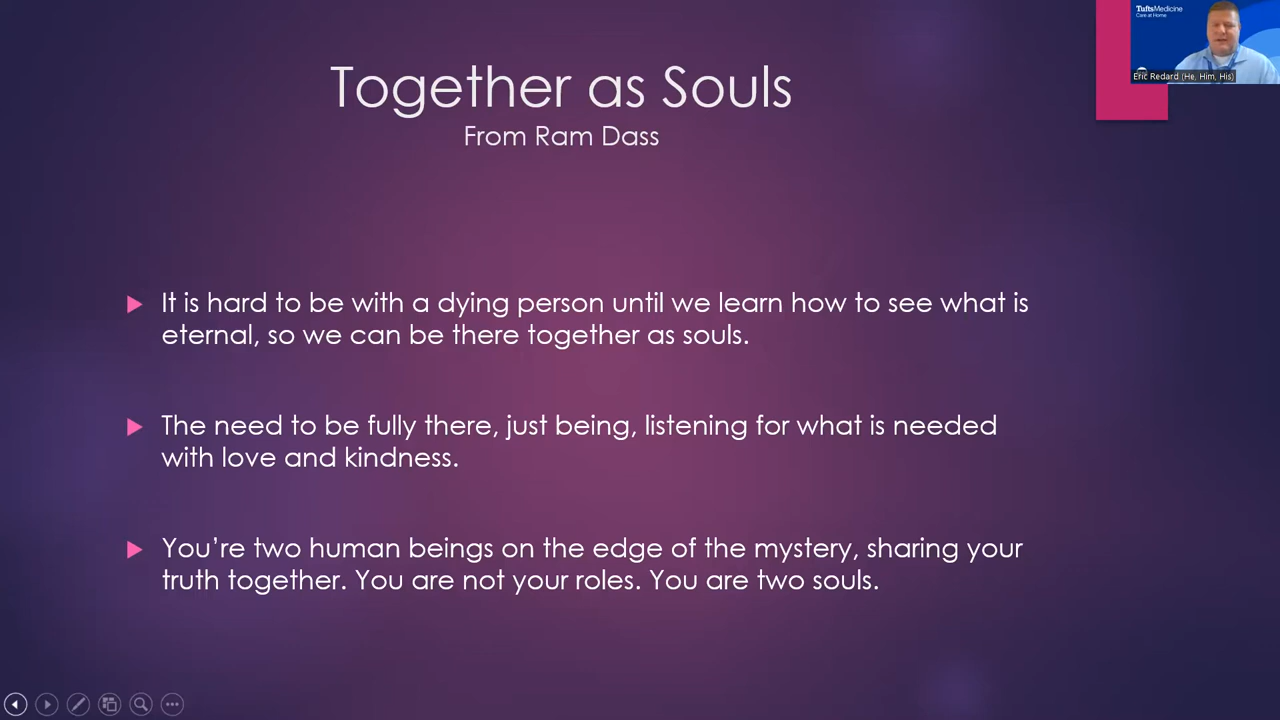 Tufts Medicine
Care at Home
Eric Redard (He, Him, His)
Together as Souls
From Ram Dass
It is hard to be with a dying person until we learn how to see what is
eternal, so we can be there together as souls.
The need to be fully there, just being, listening for what is needed
with love and kindness.
You’re two human beings on the edge of the mystery, sharing your
truth together. You are not your roles. You are two souls.